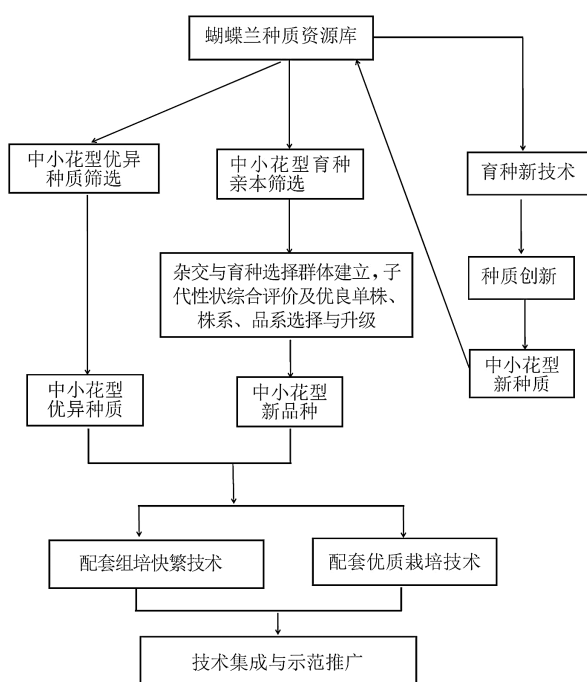 蝴蝶兰种质资源库
中小花型优异
种质筛选
中小花型育种
亲本筛选
育种新技术
杂交与育种选择群体建立,子
代性状综合评价及优良单株、
株系、品系选择与升级
种质创新
中小花型
新种质
中小花型
优异种质
中小花型
新品种
配套组培快繁技术
配套优质栽培技术
技术集成与示范推广